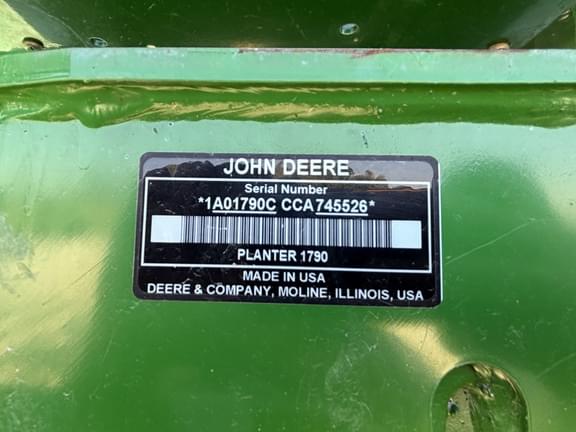 JOHN DEERE
Serial Number
*1A01790C CCA745526*
PLANTER 1790
MADE IN USA
DEERE & COMPANY, MOLINE, ILLINOIS, USA